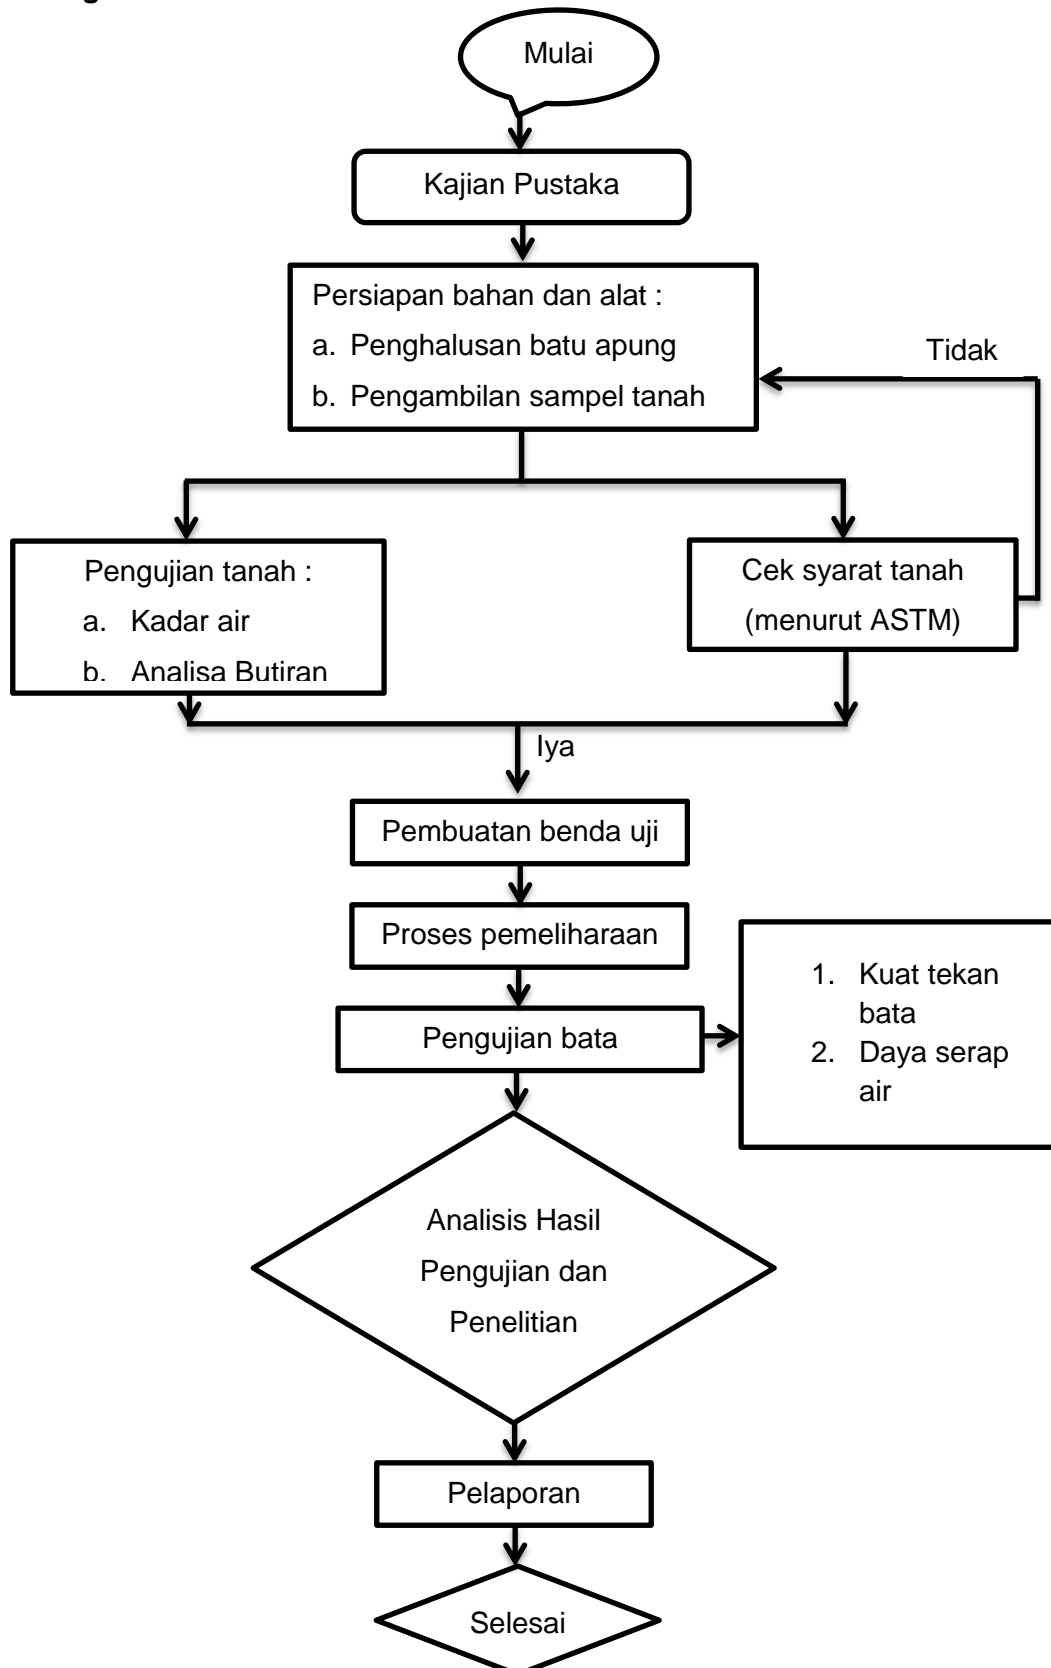 Mulai
Kajian Pustaka
Persiapan bahan dan alat :
a. Penghalusan batu apung
b. Pengambilan sampel tanah
Tidak
Pengujian tanah :
a. Kadar air
b. Analisa Butiran
Cek syarat tanah
(menurut ASTM)
Iya
Pembuatan benda uji
Proses pemeliharaan
Pengujian bata
1. Kuat tekan
bata
2. Daya serap
air
Analisis Hasil
Pengujian dan
Penelitian
Pelaporan
Selesai